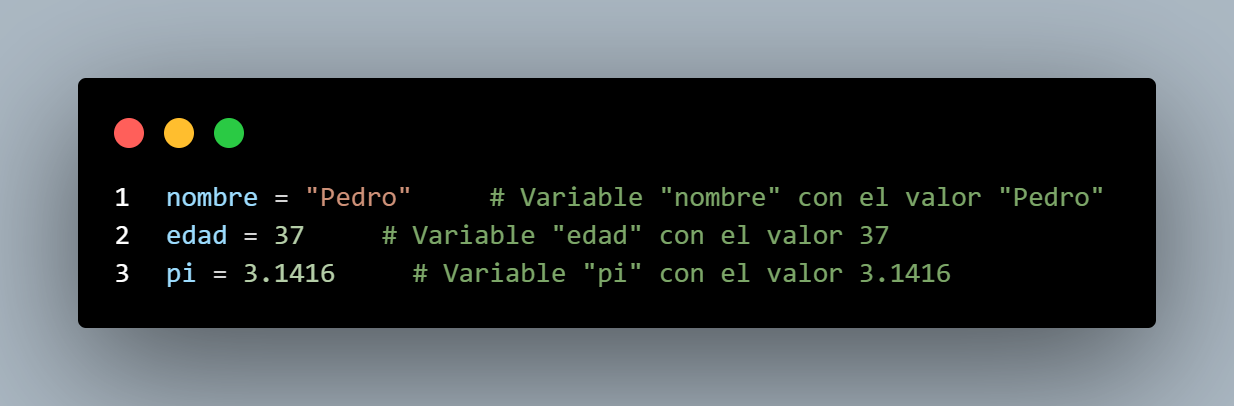 1 nombre = "Pedro"     # Variable "nombre" con el valor "Pedro"
2 edad = 37     # Variable "edad" con el valor 37
3 pi = 3.1416     # Variable "pi" con el valor 3.1416